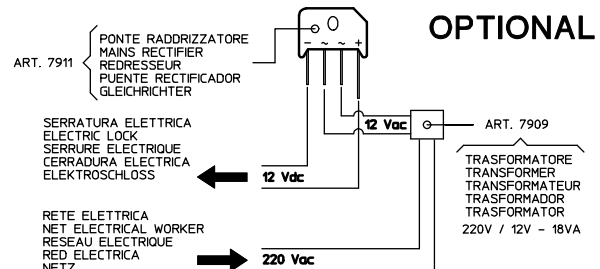 OPTIONAL
PONTE RADDRIZZATORE
MAINS RECTIFIER
ART. 7911
REDRESSEUR
PUENTE RECTIFICADOR
GLEICHRICHTER
- ~ ~ +
SERRATURA ELETTRICA
ELECTRIC LOCK
SERRURE ELECTRIQUE
CERRADURA ELECTRICA
ELEKTROSCHLOSS
12 Vac
ART. 7909
12 Vdc
TRASFORMATORE
TRANSFORMER
TRANSFORMATEUR
TRASFORMADOR
TRASFORMATOR
220V / 12V - 18VA
RETE ELETTRICA
NET ELECTRICAL WORKER
RESEAU ELECTRIQUE
RED ELECTRICA
NETZ
220 Vac